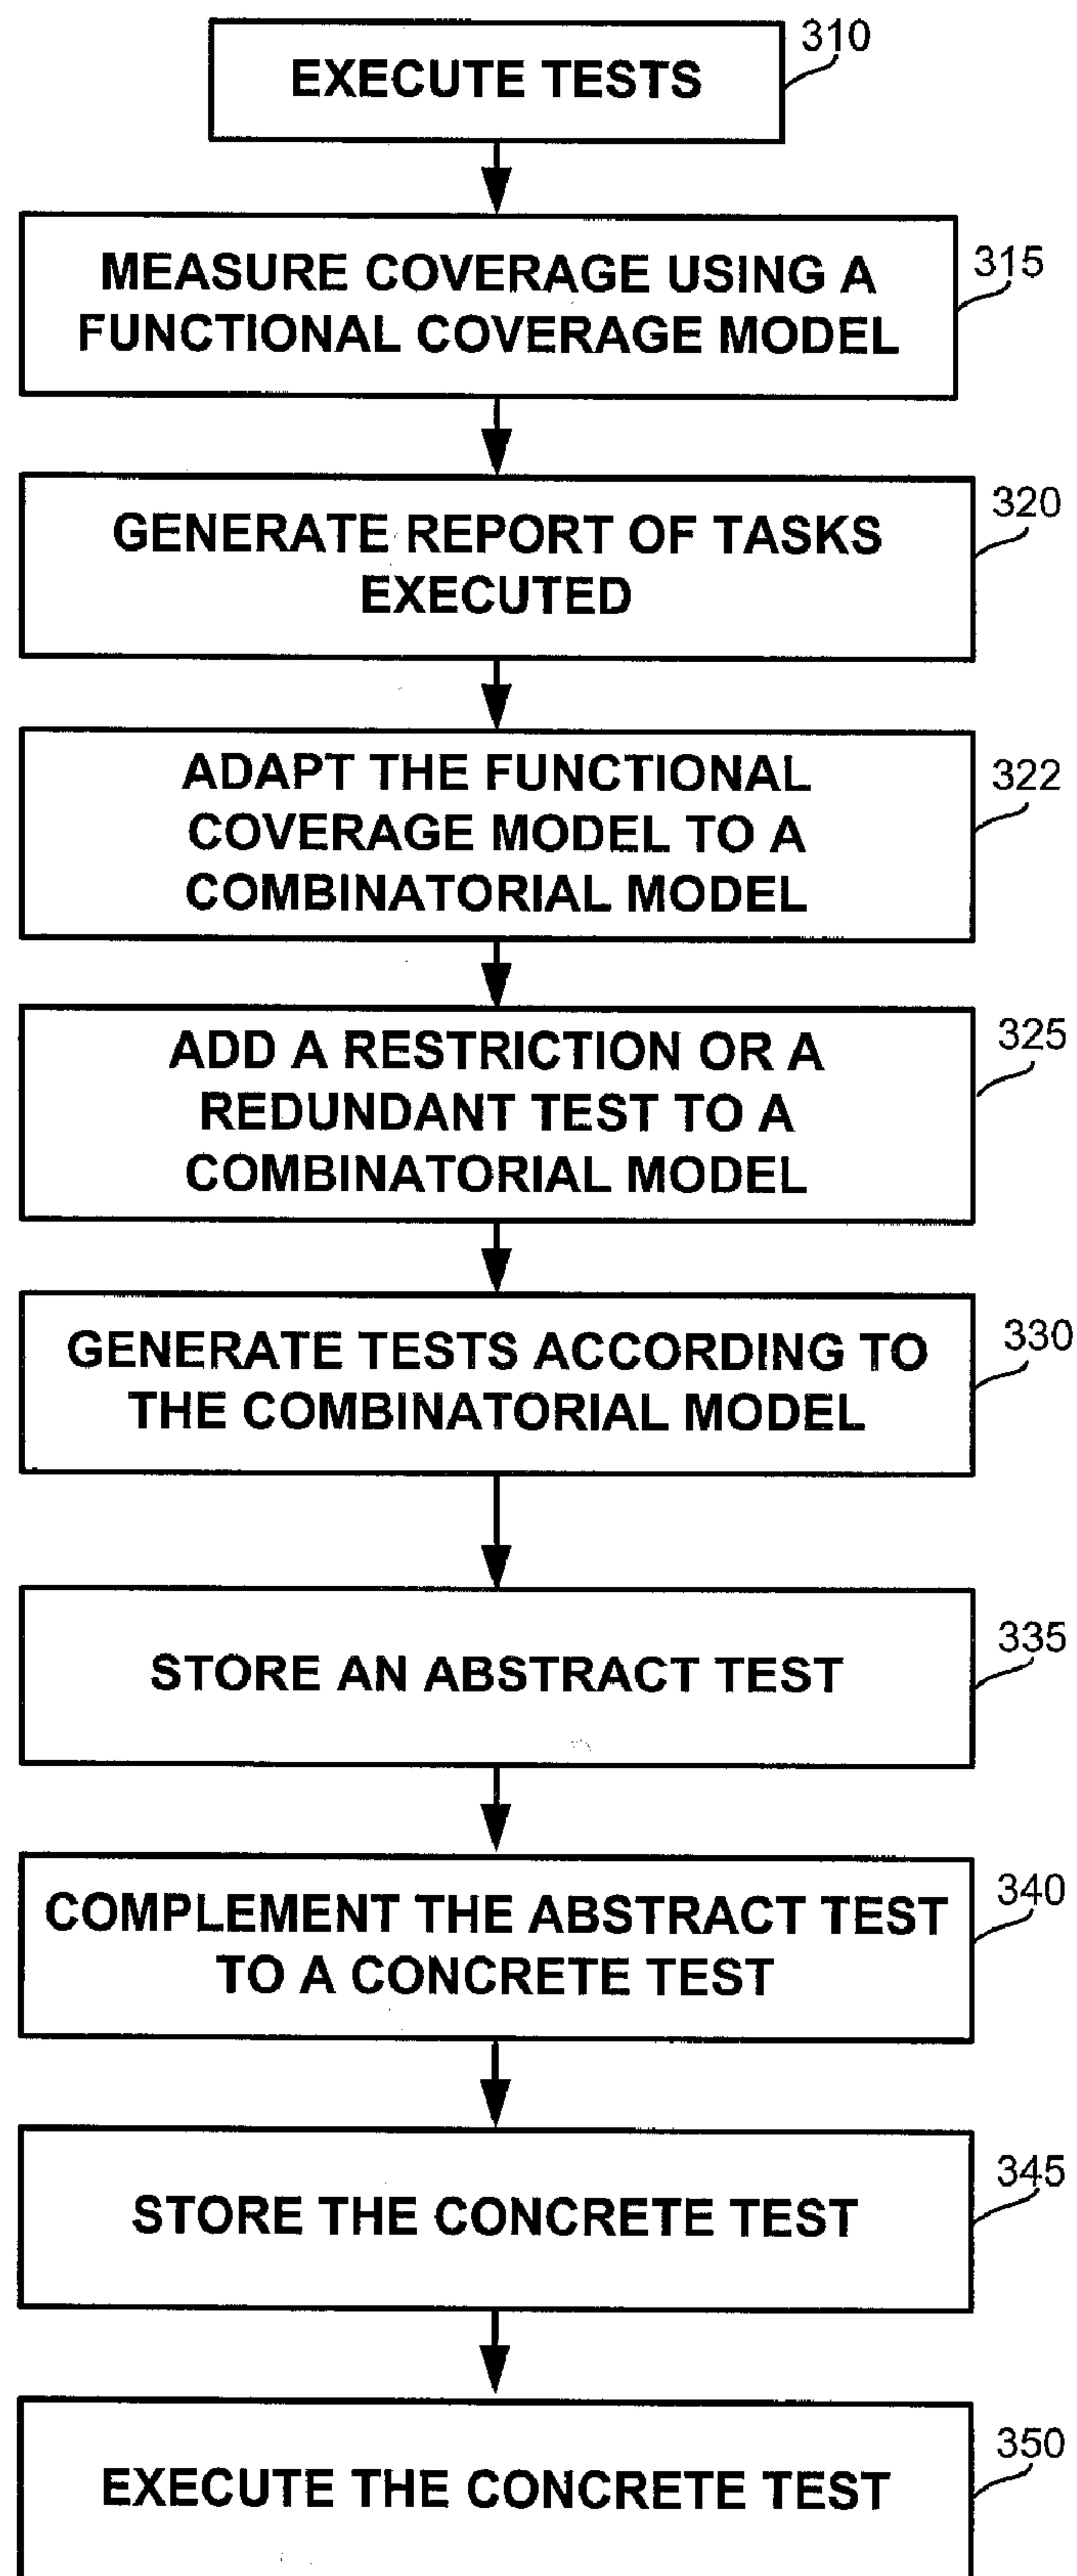 EXECUTE TESTS
310
MEASURE COVERAGE USING A
FUNCTIONAL COVERAGE MODEL
315
GENERATE REPORT OF TASKS
EXECUTED
320
ADAPT THE FUNCTIONAL
COVERAGE MODEL TO A
COMBINATORIAL MODEL
322
ADD A RESTRICTION OR A
REDUNDANT TEST TO A
COMBINATORIAL MODEL
325
GENERATE TESTS ACCORDING TO
THE COMBINATORIAL MODEL
330
STORE AN ABSTRACT TEST
335
COMPLEMENT THE ABSTRACT TEST
TO A CONCRETE TEST
340
STORE THE CONCRETE TEST
345
EXECUTE THE CONCRETE TEST
350